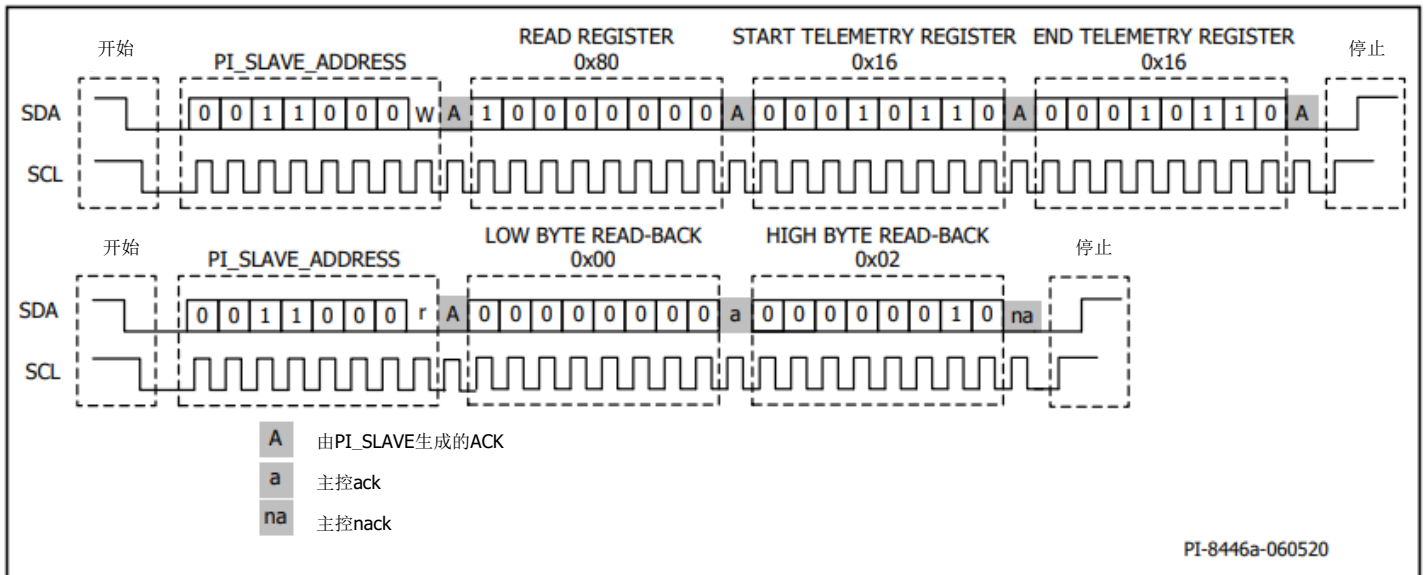 开始
PI_SLAVE_ADDRESS
READ REGISTER
0x80
START TELEMETRY REGISTER
0x16
END TELEMETRY REGISTER
0x16
停止
SDA 0 0 1 1 0 0 0 W A 1 0 0 0 0 0 0 0 A 0 0 0 1 0 1 1 0 A 0 0 0 1 0 1 1 0 A
SCL
开始
PI_SLAVE_ADDRESS
LOW BYTE READ-BACK
0x00
HIGH BYTE READ-BACK
0x02
停止
SDA 0 0 1 1 0 0 0 r A 0 0 0 0 0 0 0 0 a 0 0 0 0 0 0 1 0 na
SCL
A 由PI_SLAVE生成的ACK
a 主控ack
na 主控nack
PI-8446a-060520